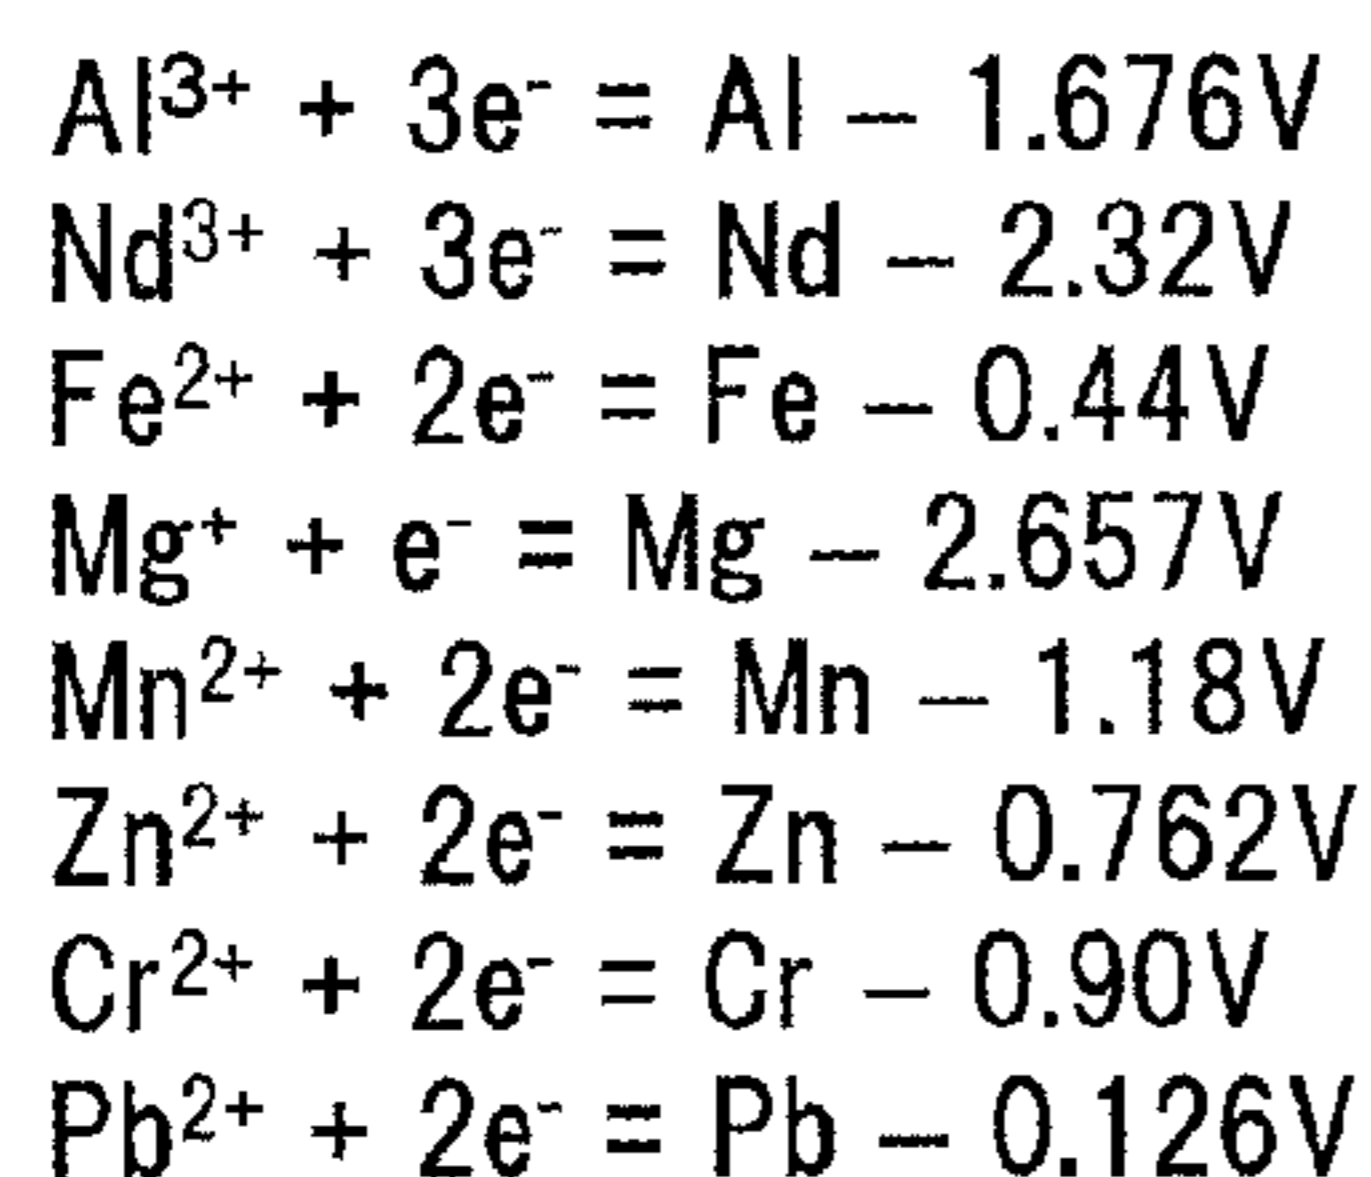 Al³⁺ + 3e⁻ = Al − 1.676V
Nd³⁺ + 3e⁻ = Nd − 2.32V
Fe²⁺ + 2e⁻ = Fe − 0.44V
Mg⁺ + e⁻ = Mg − 2.657V
Mn²⁺ + 2e⁻ = Mn − 1.18V
Zn²⁺ + 2e⁻ = Zn − 0.762V
Cr²⁺ + 2e⁻ = Cr − 0.90V
Pb²⁺ + 2e⁻ = Pb − 0.126V